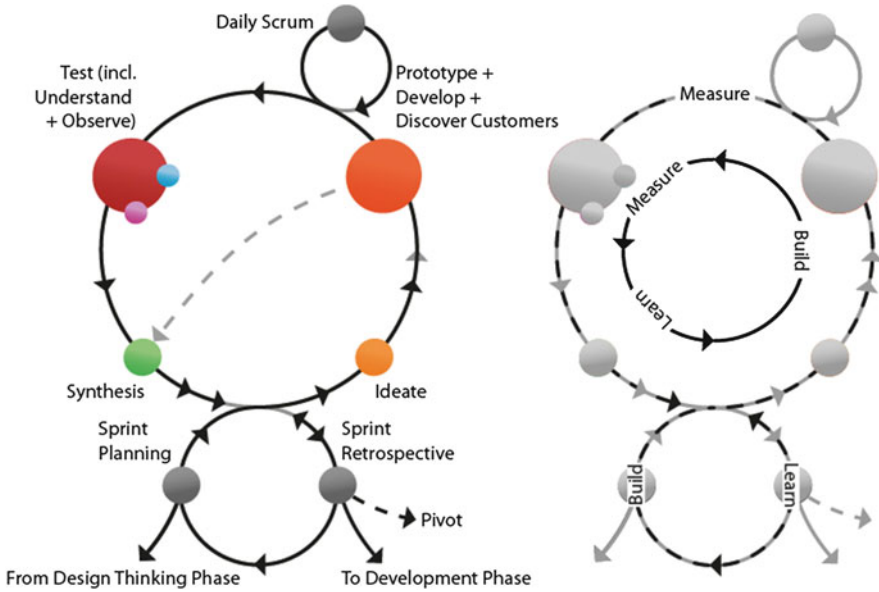 Daily Scrum
Test (incl.
Understand
+ Observe)
Prototype +
Develop +
Discover Customers
Synthesis
Ideate
Sprint
Planning
Sprint
Retrospective
Pivot
From Design Thinking Phase
To Development Phase
Measure
Measure
Build
Learn
Build
Learn